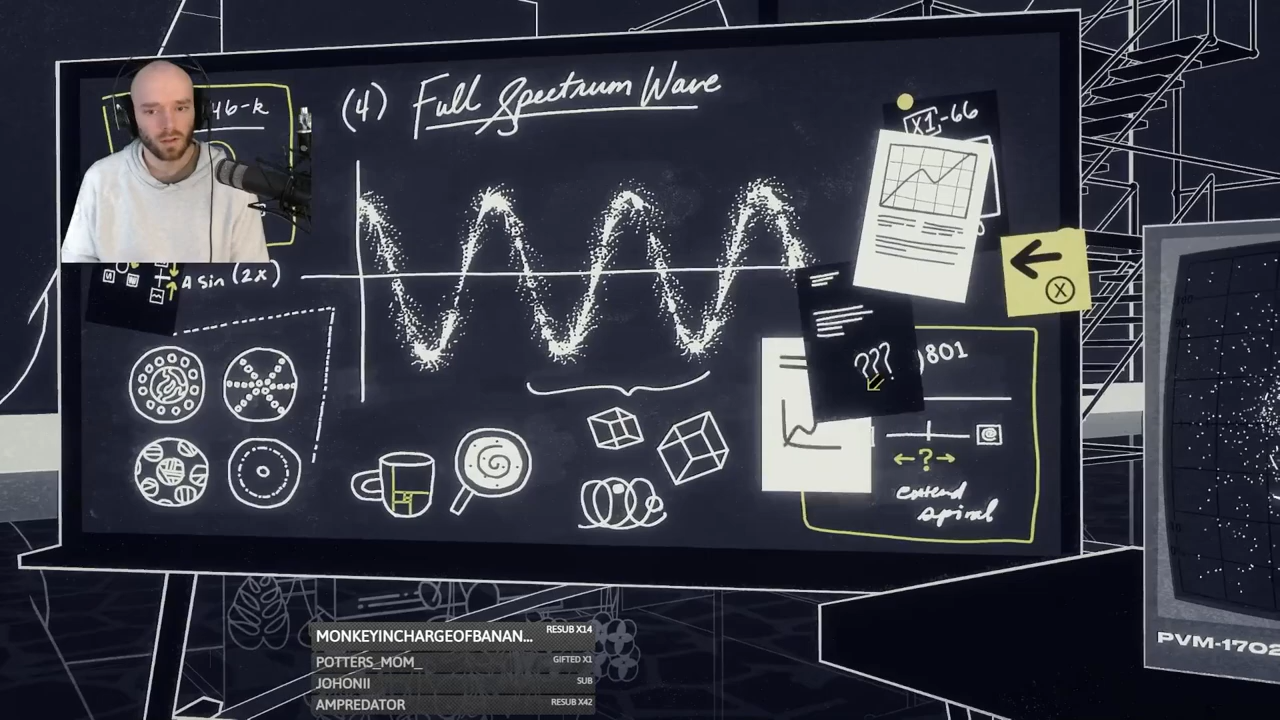 46-k
(4) Full Spectrum Wave
X1-66
A sin (2x)
X
???
801
← ? →
extend
spiral
MONKEYINCHARGEOFBANAN... RESUB X14
POTTERS_MOM_ GIFTED X1
JOHONII SUB
AMPREDATOR RESUB X42
PVM-1702